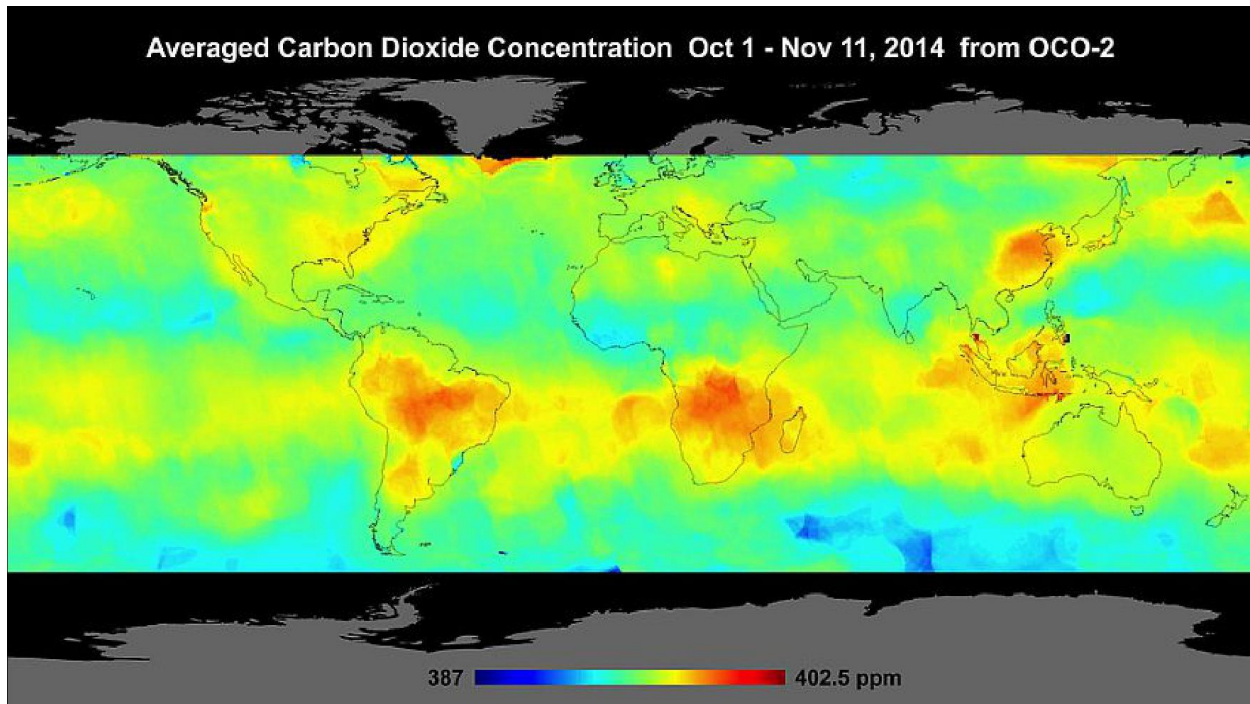 Averaged Carbon Dioxide Concentration Oct 1 - Nov 11, 2014 from OCO-2
387 402.5 ppm